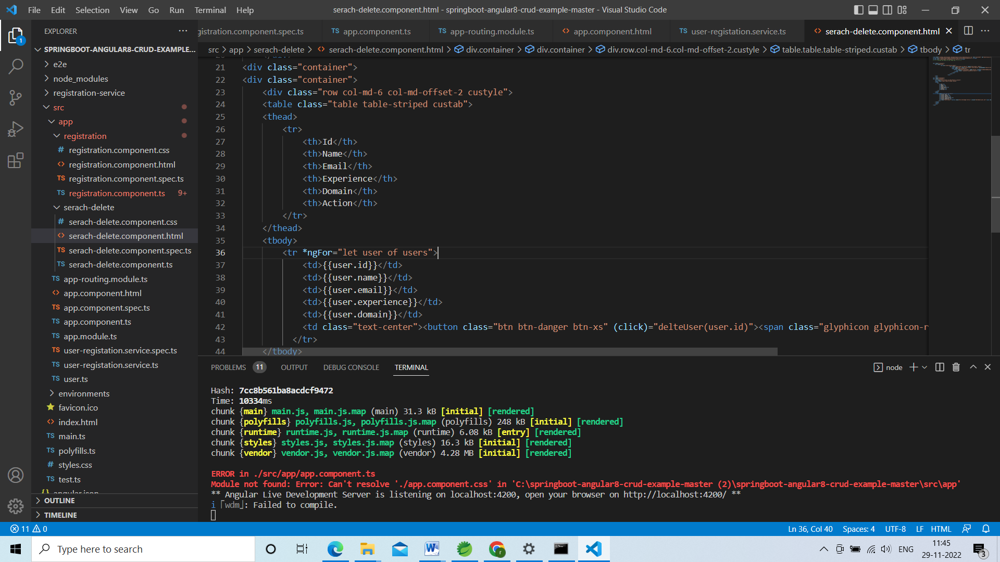 File Edit Selection View Go Run Terminal Help
serach-delete.component.html - springboot-angular8-crud-example-master - Visual Studio Code
EXPLORER
gistration.component.spec.ts
TS app.component.ts
TS app-routing.module.ts
<> app.component.html
TS user-registation.service.ts
<> serach-delete.component.html
1
SPRINGBOOT-ANGULAR8-CRUD-EXAMPLE...
e2e
node_modules
registration-service
src
app
registration
# registration.component.css
<> registration.component.html
TS registration.component.spec.ts
TS registration.component.ts 9+
serach-delete
# serach-delete.component.css
<> serach-delete.component.html
TS serach-delete.component.spec.ts
TS serach-delete.component.ts
TS app-routing.module.ts
<> app.component.html
TS app.component.spec.ts
TS app.component.ts
TS app.module.ts
TS user-registation.service.spec.ts
TS user-registation.service.ts
TS user.ts
environments
favicon.ico
<> index.html
TS main.ts
TS polyfills.ts
# styles.css
TS test.ts
{} angular.json
OUTLINE
TIMELINE
src > app > serach-delete > <> serach-delete.component.html > div.container > div.container > div.row.col-md-6.col-md-offset-2.custyle > table.table.table-striped.custab > tbody > tr
21 <div class="container">
22 <div class="container">
23 <div class="row col-md-6 col-md-offset-2 custyle">
24 <table class="table table-striped custab">
25 <thead>
26 <tr>
27 <th>Id</th>
28 <th>Name</th>
29 <th>Email</th>
30 <th>Experience</th>
31 <th>Domain</th>
32 <th>Action</th>
33 </tr>
34 </thead>
35 <tbody>
36 <tr *ngFor="let user of users">
37 <td>{{user.id}}</td>
38 <td>{{user.name}}</td>
39 <td>{{user.email}}</td>
40 <td>{{user.experience}}</td>
41 <td>{{user.domain}}</td>
42 <td class="text-center"><button class="btn btn-danger btn-xs" (click)="delteUser(user.id)"><span class="glyphicon glyphicon-r
43 </tr>
44 </tbody>
PROBLEMS 11 OUTPUT DEBUG CONSOLE TERMINAL
node
Hash: 7cc8b561ba8acdcf9472
Time: 10334ms
chunk {main} main.js, main.js.map (main) 31.3 kB [initial] [rendered]
chunk {polyfills} polyfills.js, polyfills.js.map (polyfills) 248 kB [initial] [rendered]
chunk {runtime} runtime.js, runtime.js.map (runtime) 6.08 kB [entry] [rendered]
chunk {styles} styles.js, styles.js.map (styles) 16.3 kB [initial] [rendered]
chunk {vendor} vendor.js, vendor.js.map (vendor) 4.28 MB [initial] [rendered]
ERROR in ./src/app/app.component.ts
Module not found: Error: Can't resolve './app.component.css' in 'C:\springboot-angular8-crud-example-master (2)\springboot-angular8-crud-example-master\src\app'
** Angular Live Development Server is listening on localhost:4200, open your browser on http://localhost:4200/ **
i ｢wdm｣: Failed to compile.
11 0
Ln 36, Col 40 Spaces: 4 UTF-8 LF HTML
Type here to search
ENG
11:45
29-11-2022
3